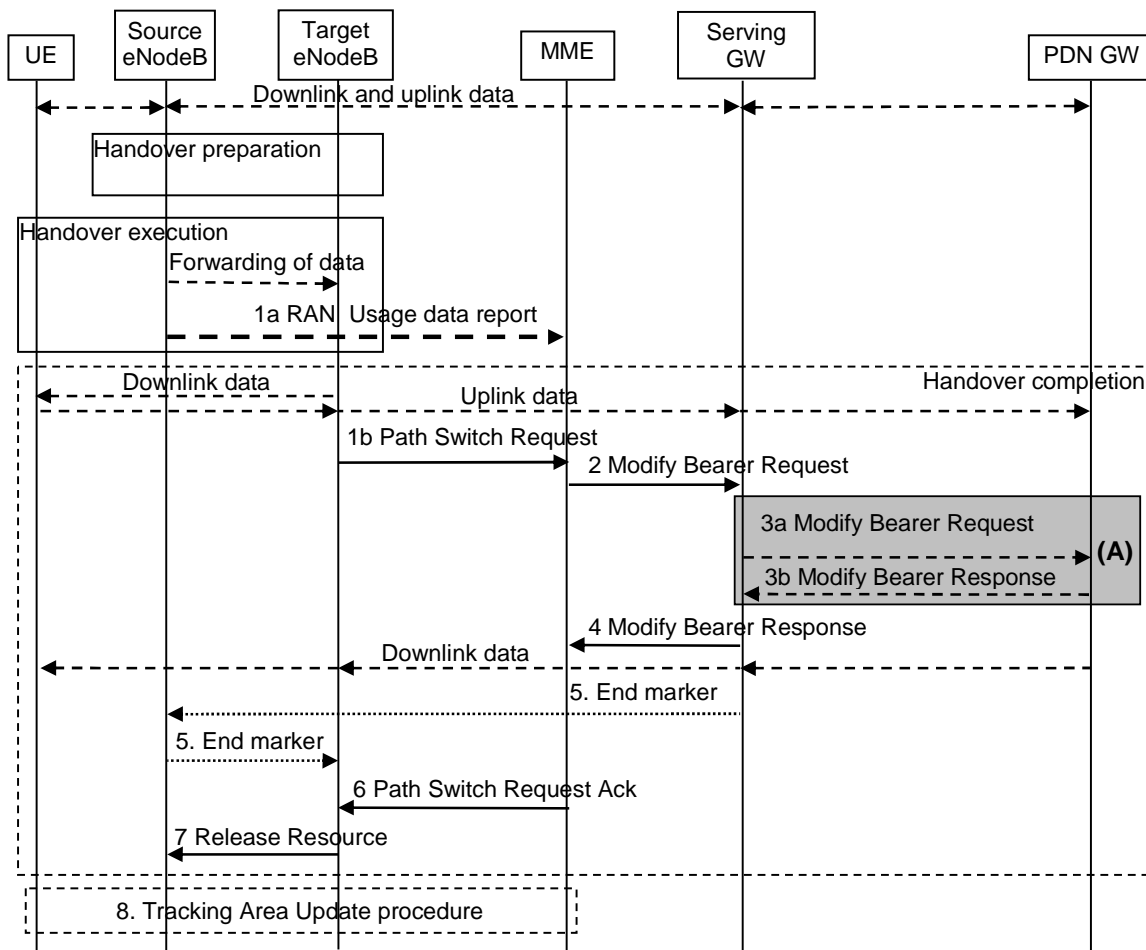 UE
Source
eNodeB
Target
eNodeB
MME
Serving
GW
PDN GW
Downlink and uplink data
Handover preparation
Handover execution
Forwarding of data
1a RAN Usage data report
Downlink data
Handover completion
Uplink data
1b Path Switch Request
2 Modify Bearer Request
3a Modify Bearer Request
(A)
3b Modify Bearer Response
4 Modify Bearer Response
Downlink data
5. End marker
5. End marker
6 Path Switch Request Ack
7 Release Resource
8. Tracking Area Update procedure